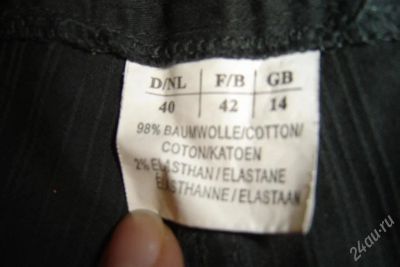 D/NL F/B GB
40 42 14
98% BAUMWOLLE/COTTON/
COTON/KATOEN
2% ELASTHAN/ELASTANE
ELASTHANNE/ELASTAAN
24au.ru